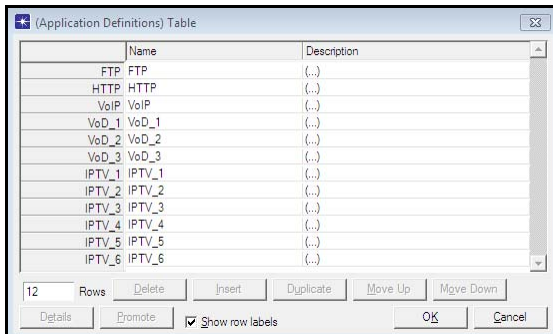 (Application Definitions) Table
Name Description
FTP FTP (...)
HTTP HTTP (...)
VoIP VoIP (...)
VoD_1 VoD_1 (...)
VoD_2 VoD_2 (...)
VoD_3 VoD_3 (...)
IPTV_1 IPTV_1 (...)
IPTV_2 IPTV_2 (...)
IPTV_3 IPTV_3 (...)
IPTV_4 IPTV_4 (...)
IPTV_5 IPTV_5 (...)
IPTV_6 IPTV_6 (...)
12 Rows Delete Insert Duplicate Move Up Move Down
Details Promote Show row labels OK Cancel